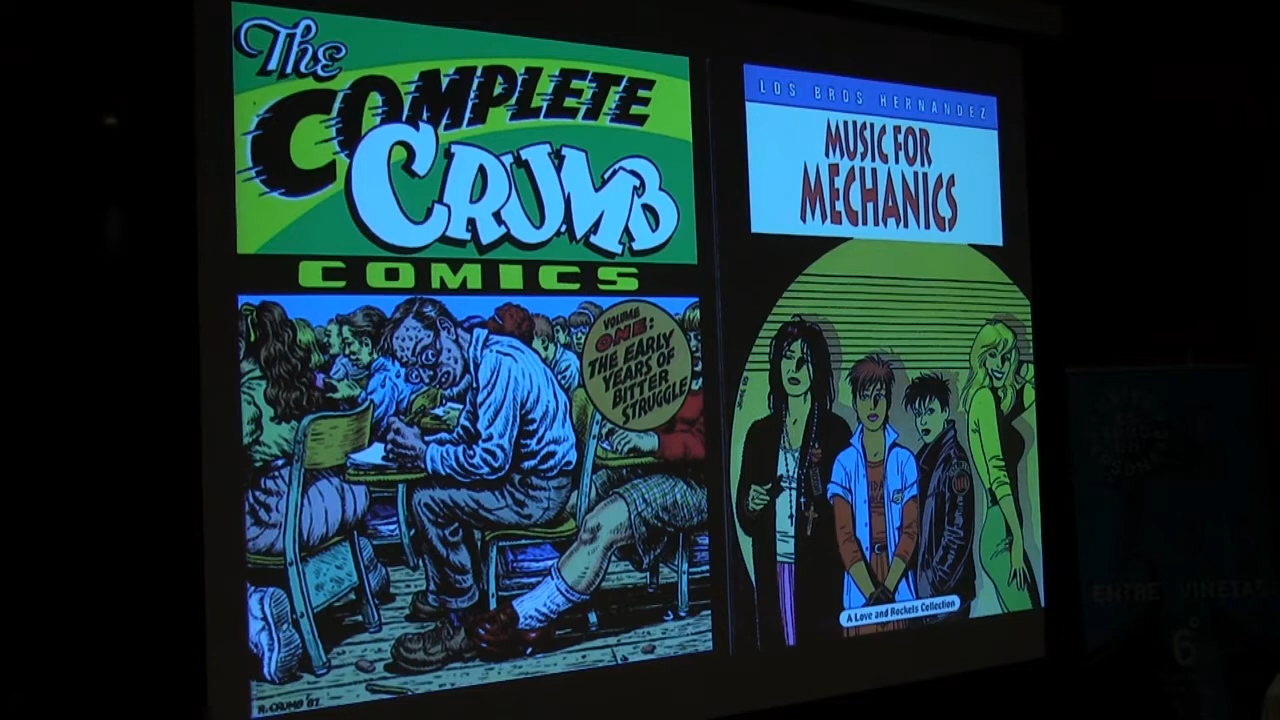 The
COMPLETE
CRUMB
COMICS
VOLUME
ONE:
THE EARLY
YEARS OF
BITTER
STRUGGLE
R. CRUMB '87
LOS BROS HERNANDEZ
MUSIC FOR
MECHANICS
A Love and Rockets Collection
ENTRE VIÑETAS
6°